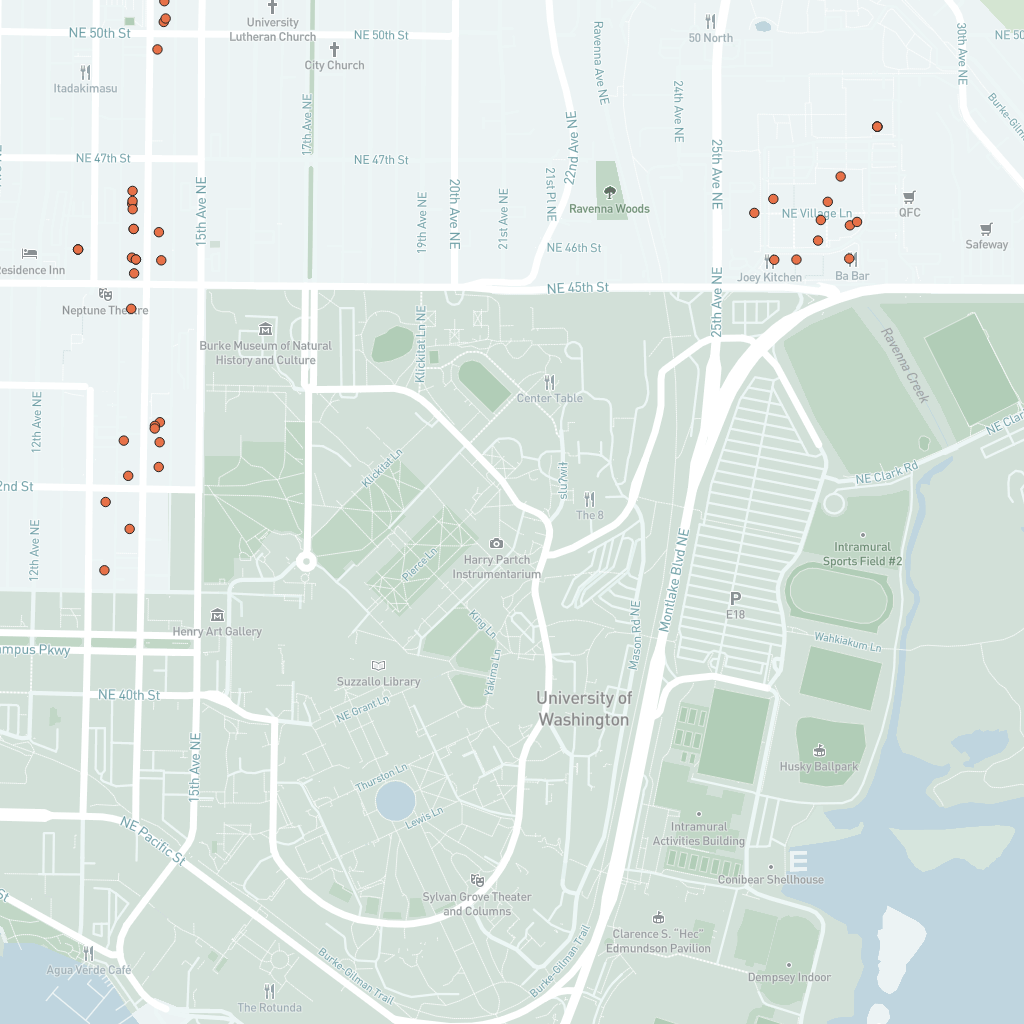 University
Lutheran Church
NE 50th St
NE 50th St
City Church
50 North
NE 50
30th Ave NE
Itadakimasu
Ravenna Ave NE
24th Ave NE
17th Ave NE
Burke-Gilm
22nd Ave NE
NE 47th St
NE 47th St
25th Ave NE
15th Ave NE
19th Ave NE
20th Ave NE
21st Ave NE
21st Pl NE
Ravenna Woods
NE Village Ln
QFC
Safeway
NE 46th St
Residence Inn
Joey Kitchen
Ba Bar
NE 45th St
25th Ave NE
Neptune Theatre
Burke Museum of Natural
History and Culture
Klickitat Ln NE
Ravenna Creek
Center Table
12th Ave NE
NE Clar
Klickitat Ln
NE Clark Rd
2nd St
The 8
12th Ave NE
Harry Partch
Instrumentarium
Pierce Ln
Intramural
Sports Field #2
Montlake Blvd NE
P
E18
Mason Rd NE
Henry Art Gallery
King Ln
Wahkiakum Ln
ampus Pkwy
Yakima Ln
Suzzallo Library
NE 40th St
NE Grant Ln
University of
Washington
15th Ave NE
Husky Ballpark
Thurston Ln
Lewis Ln
NE Pacific St
Intramural
Activities Building
Conibear Shellhouse
St
Sylvan Grove Theater
and Columns
Clarence S. "Hec"
Edmundson Pavilion
Agua Verde Cafe
Burke-Gilman Trail
Burke-Gilman Trail
Dempsey Indoor
The Rotunda